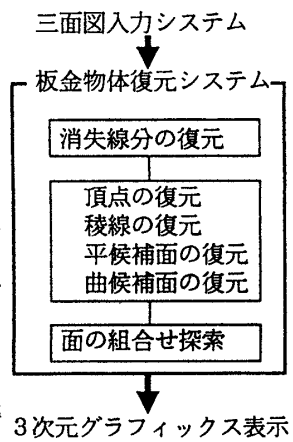 三面図入力システム
板金物体復元システム
消失線分の復元
頂点の復元
稜線の復元
平候補面の復元
曲候補面の復元
面の組合せ探索
3次元グラフィックス表示